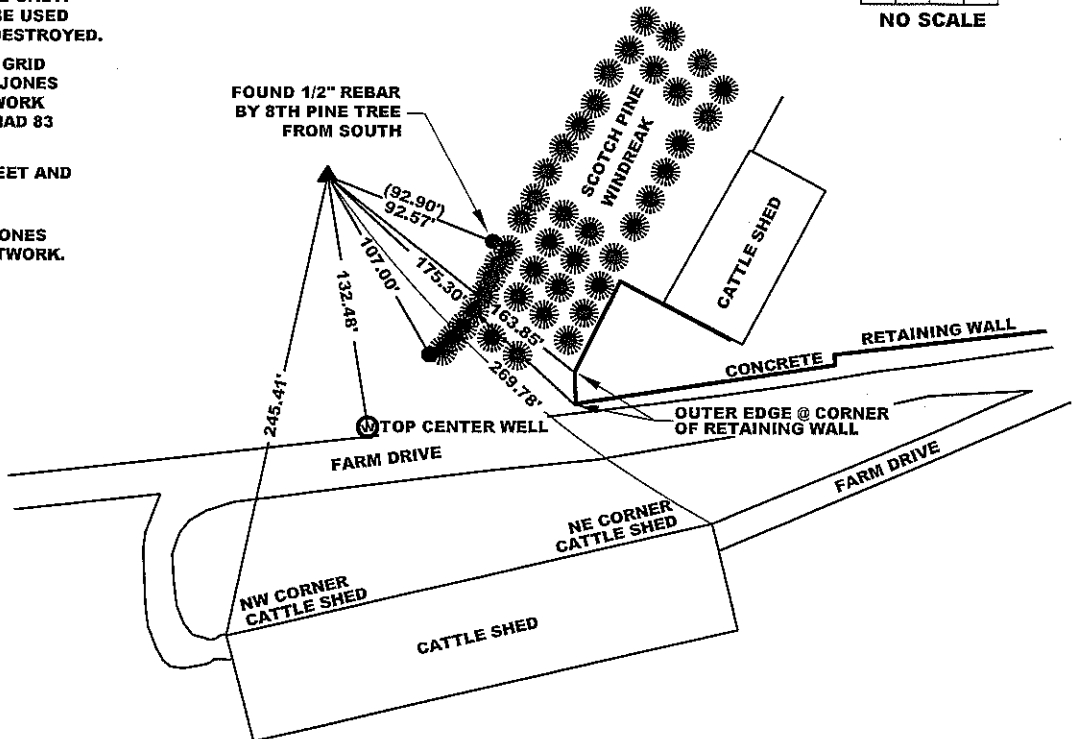 BE USED
DESTROYED.
GRID
JONES
WORK
NAD 83
EET AND
ONES
TWORK.
NO SCALE
FOUND 1/2" REBAR
BY 8TH PINE TREE
FROM SOUTH
SCOTCH PINE
WINDREAK
CATTLE SHED
(92.90')
92.57'
107.00'
175.30'
163.85'
132.48'
269.78'
245.41'
RETAINING WALL
CONCRETE
OUTER EDGE @ CORNER
OF RETAINING WALL
W TOP CENTER WELL
FARM DRIVE
FARM DRIVE
NE CORNER
CATTLE SHED
NW CORNER
CATTLE SHED
CATTLE SHED